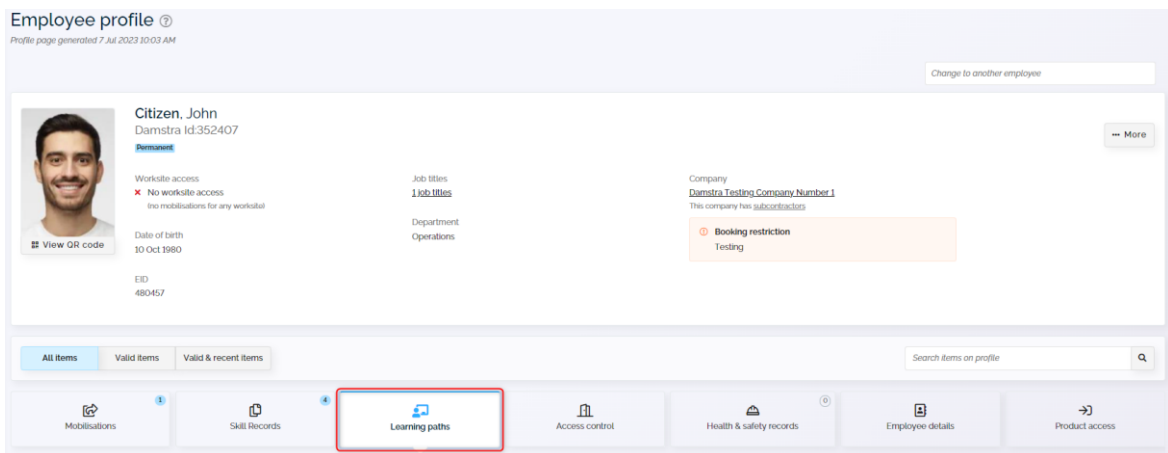 Employee profile ?
Profile page generated 7 Jul 2023 10:03 AM
Change to another employee
Citizen, John
Damstra Id:352407
Permanent
••• More
Worksite access
No worksite access
(no mobilisations for any worksite)
Job titles
1 job titles
Company
Damstra Testing Company Number 1
This company has subcontractors
Department
Operations
Booking restriction
Testing
Date of birth
10 Oct 1980
View QR code
EID
480457
All items Valid items Valid & recent items
Search items on profile
1 4 0
Mobilisations Skill Records Learning paths Access control Health & safety records Employee details Product access